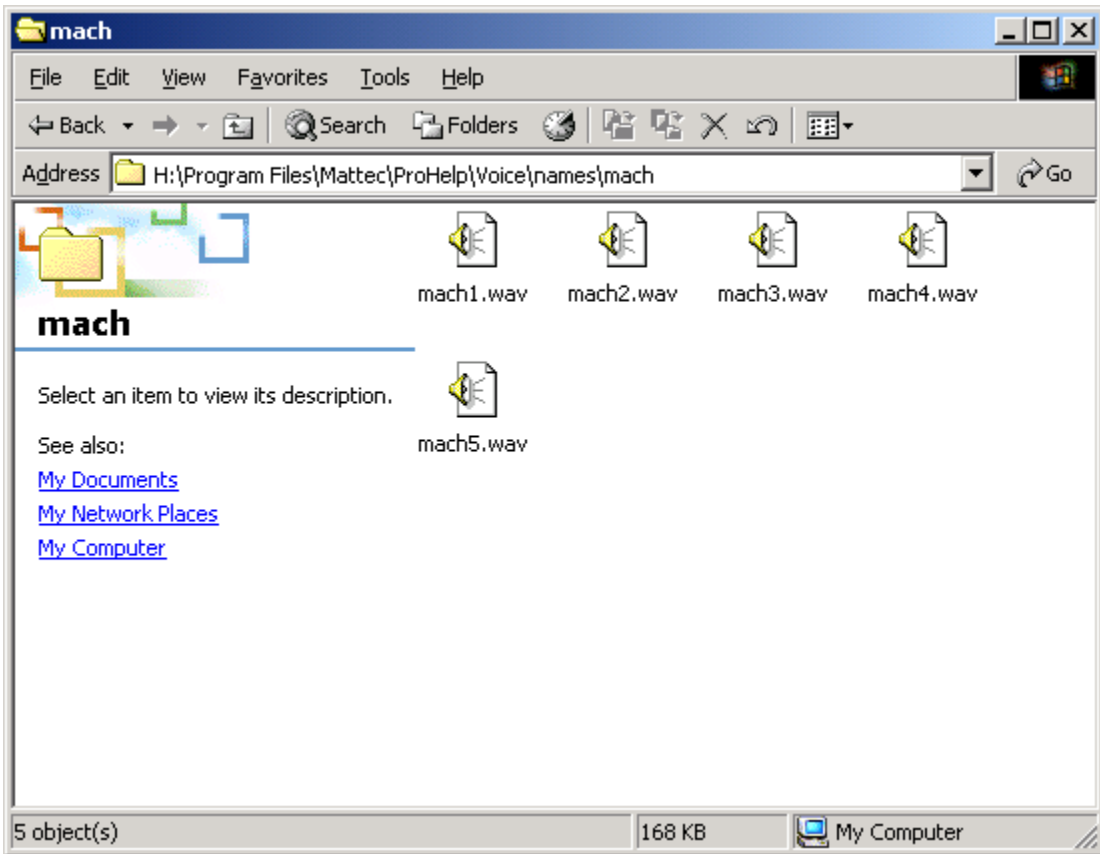 mach
File Edit View Favorites Tools Help
Back Search Folders
Address H:\Program Files\Mattec\ProHelp\Voice\names\mach Go
mach1.wav mach2.wav mach3.wav mach4.wav
mach
Select an item to view its description.
See also:
mach5.wav
My Documents
My Network Places
My Computer
5 object(s) 168 KB My Computer